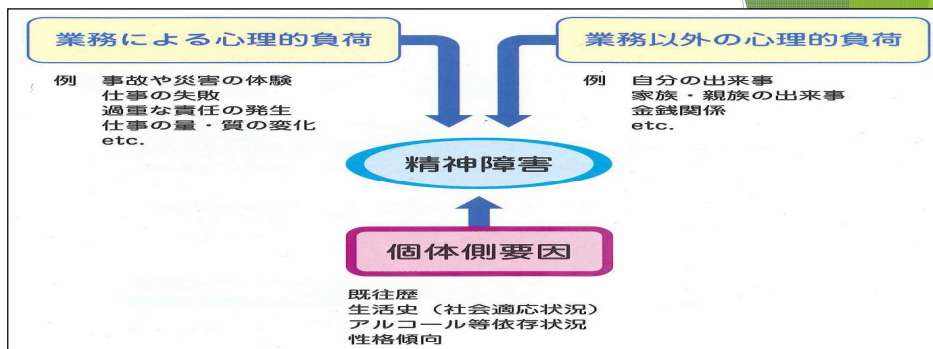 業務による心理的負荷
例 事故や災害の体験
仕事の失敗
過重な責任の発生
仕事の量・質の変化
etc.
業務以外の心理的負荷
例 自分の出来事
家族・親族の出来事
金銭関係
etc.
精神障害
個体側要因
既往歴
生活史（社会適応状況）
アルコール等依存状況
性格傾向